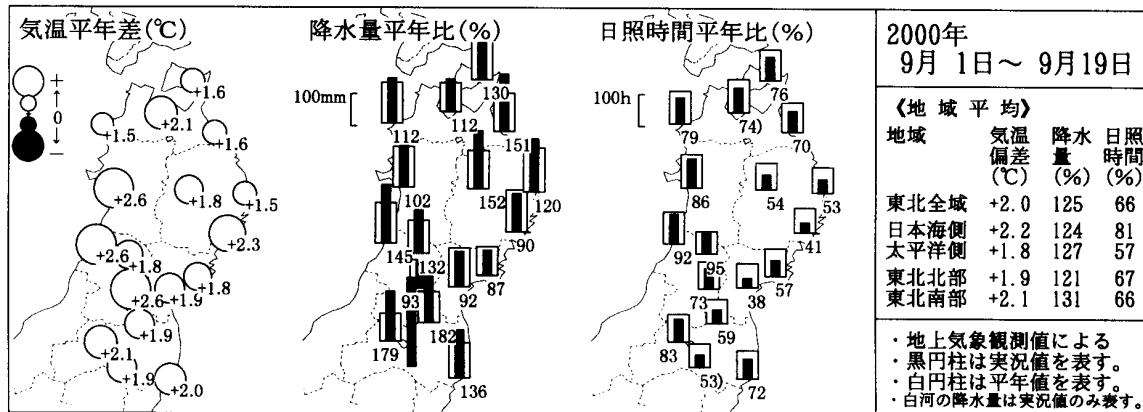 気温平年差(℃)
+
↑
0
↓
−
+1.6
+2.1
+1.5
+1.6
+2.6
+1.8
+1.5
+2.3
+2.6
+1.8
+1.8
+2.6
+1.9
+1.9
+2.1
+1.9
+2.0
降水量平年比(%)
100mm
130
112
112
151
102
152
120
90
145
132
87
92
93
182
179
136
日照時間平年比(%)
100h
76
74)
79
70
86
54
53
41
92
95
57
73
38
59
83
53)
72
2000年
9月 1日～ 9月19日
《地 域 平 均》
地域 気温 降水 日照
偏差 量 時間
(℃) (%) (%)
東北全域 +2.0 125 66
日本海側 +2.2 124 81
太平洋側 +1.8 127 57
東北北部 +1.9 121 67
東北南部 +2.1 131 66
・地上気象観測値による
・黒円柱は実況値を表す。
・白円柱は平年値を表す。
・白河の降水量は実況値のみ表す。